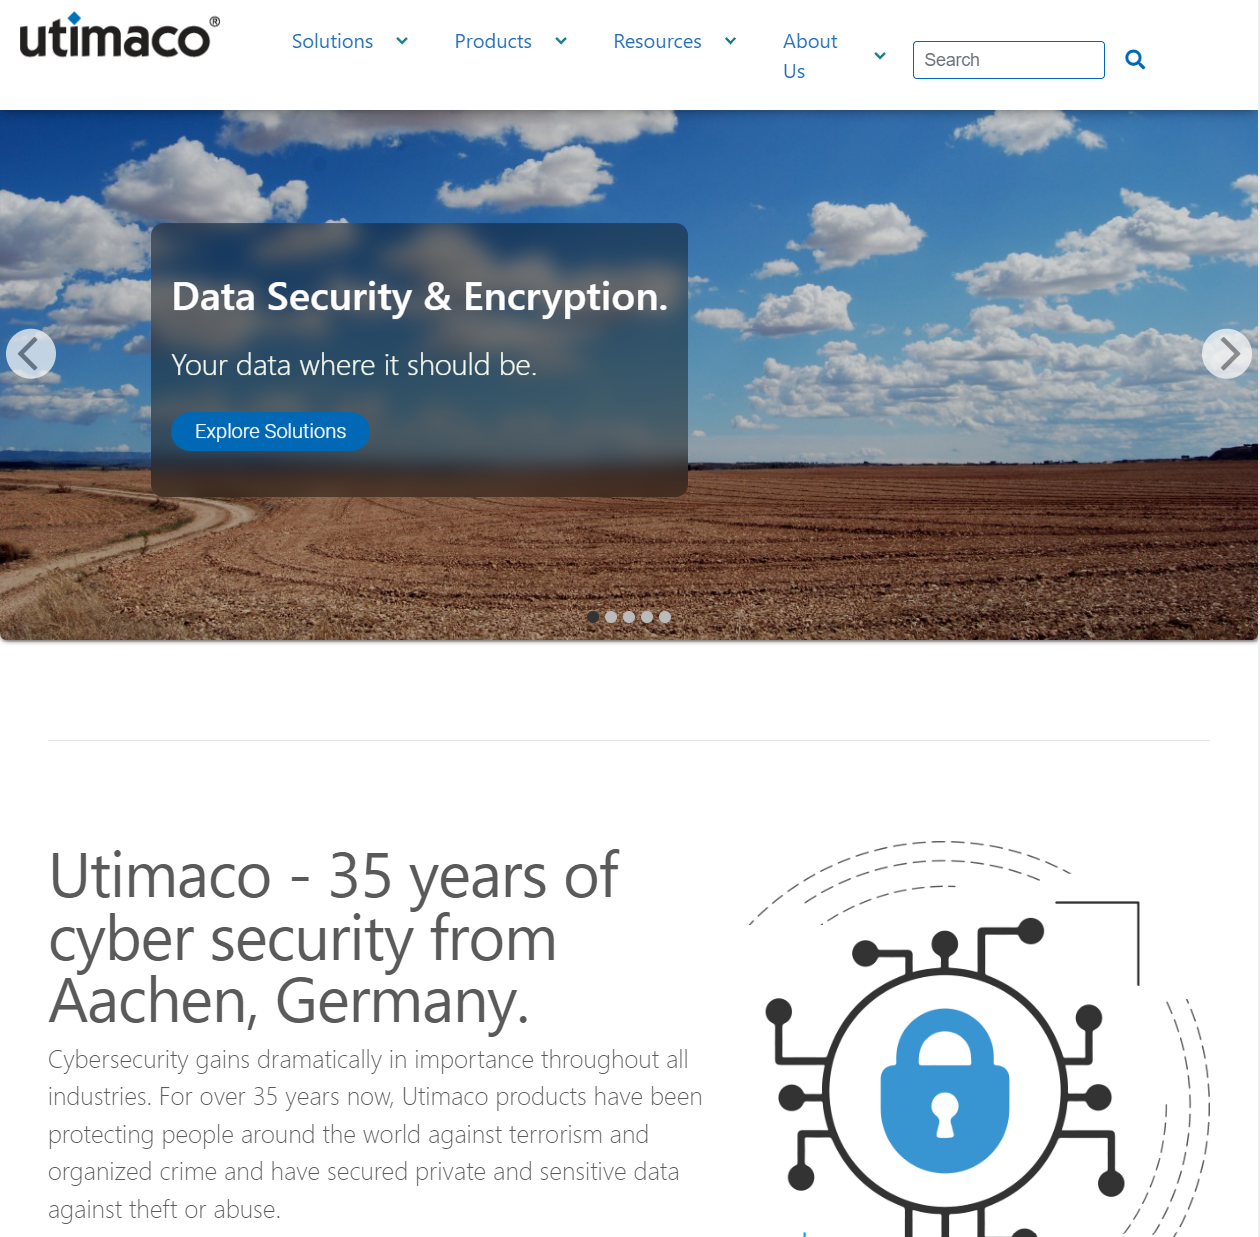 utimaco®
Solutions
Products
Resources
About
Us
Search
Data Security & Encryption.
Your data where it should be.
Explore Solutions
Utimaco - 35 years of
cyber security from
Aachen, Germany.
Cybersecurity gains dramatically in importance throughout all
industries. For over 35 years now, Utimaco products have been
protecting people around the world against terrorism and
organized crime and have secured private and sensitive data
against theft or abuse.